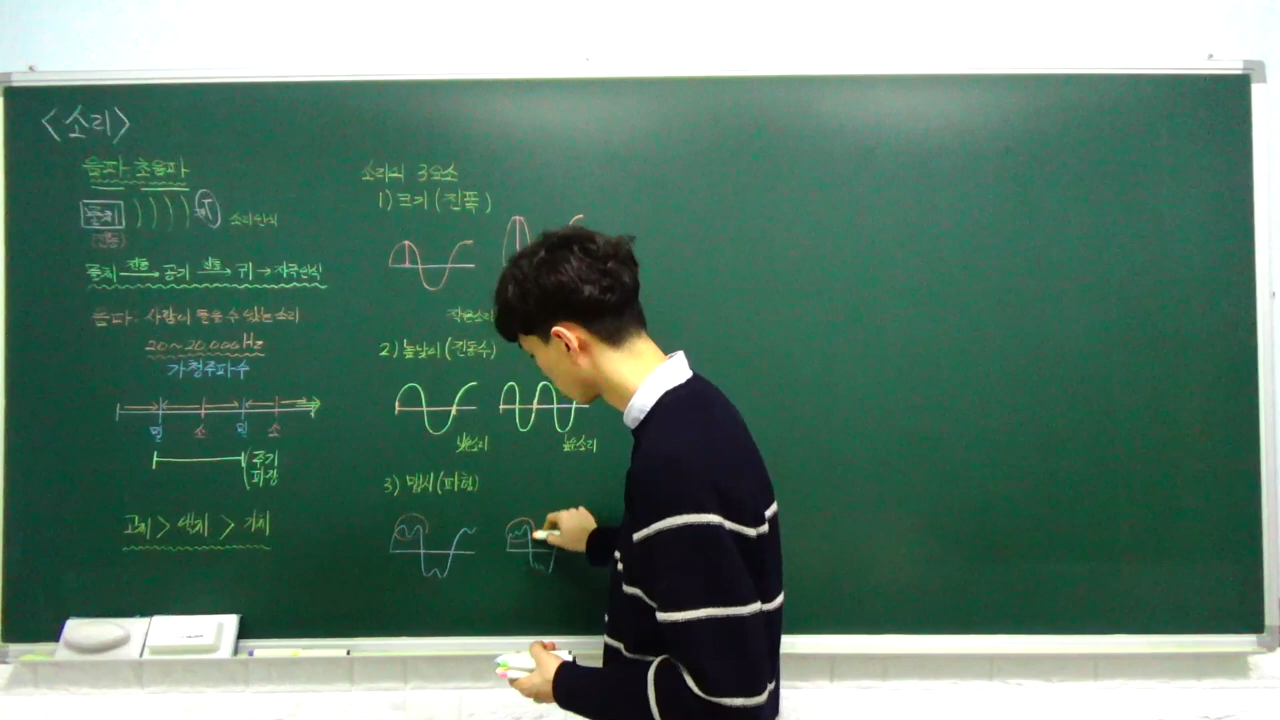 <소리>
음파, 초음파
물체 ) ) ) ) 귀 소리인식
(진동)
물체 진동→ 공기 진동→ 귀 → 자극인식
음파: 사람이 들을 수 있는 소리
20~20,000Hz
가청주파수
밀 소 밀 소
주기
파장
고체 > 액체 > 기체
소리의 3요소
1) 크기 (진폭)
작은소리
2) 높낮이 (진동수)
낮은소리 높은소리
3) 맵시 (파형)